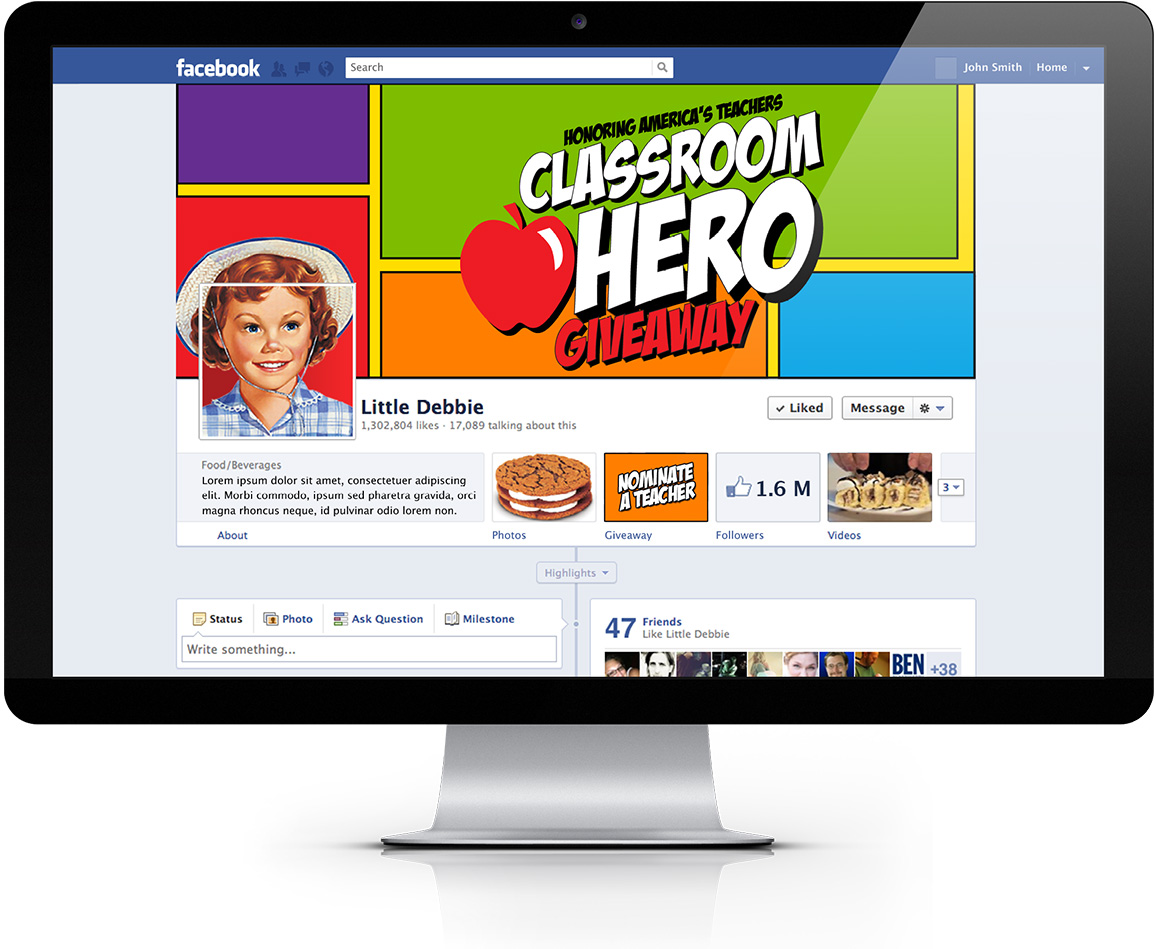 facebook
Search
John Smith
Home
HONORING AMERICA'S TEACHERS
CLASSROOM
HERO
GIVEAWAY
Little Debbie
1,302,804 likes · 17,089 talking about this
Liked
Message
Food/Beverages
Lorem ipsum dolor sit amet, consectetuer adipiscing
elit. Morbi commodo, ipsum sed pharetra gravida, orci
magna rhoncus neque, id pulvinar odio lorem non.
About
Photos
NOMINATE
A TEACHER
Giveaway
1.6 M
Followers
Videos
3
Highlights
Status
Photo
Ask Question
Milestone
Write something...
47
Friends
Like Little Debbie
BEN
+38